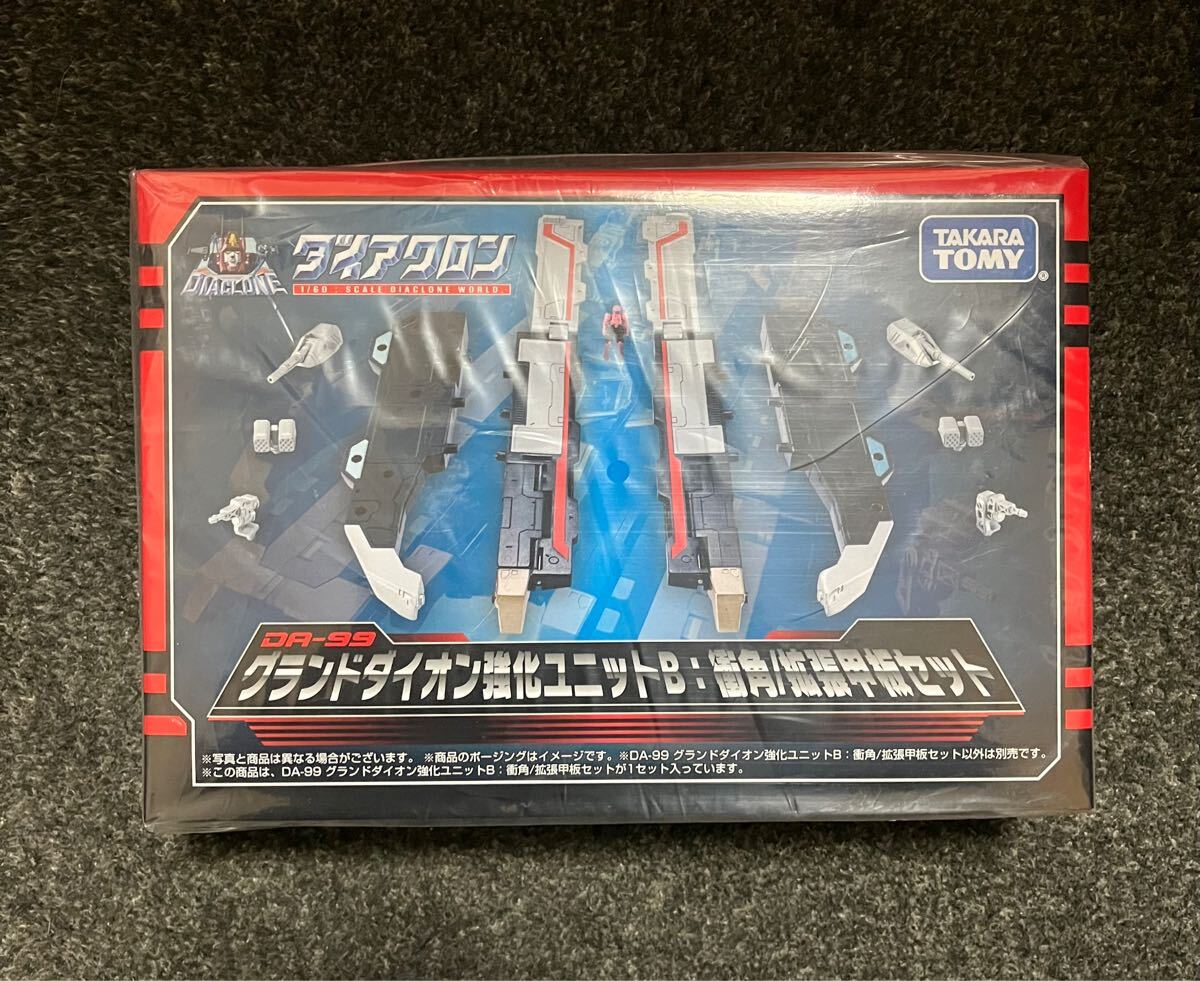 DIACLONE
ダイアクロン
1/60 : SCALE DIACLONE WORLD.
TAKARA
TOMY
®
DA-99
グランドダイオン強化ユニットB：衝角/拡張甲板セット
※写真と商品は異なる場合がございます。 ※商品のポージングはイメージです。 ※DA-99 グランドダイオン強化ユニットB：衝角/拡張甲板セット以外は別売です。
※この商品は、DA-99 グランドダイオン強化ユニットB：衝角/拡張甲板セットが1セット入っています。